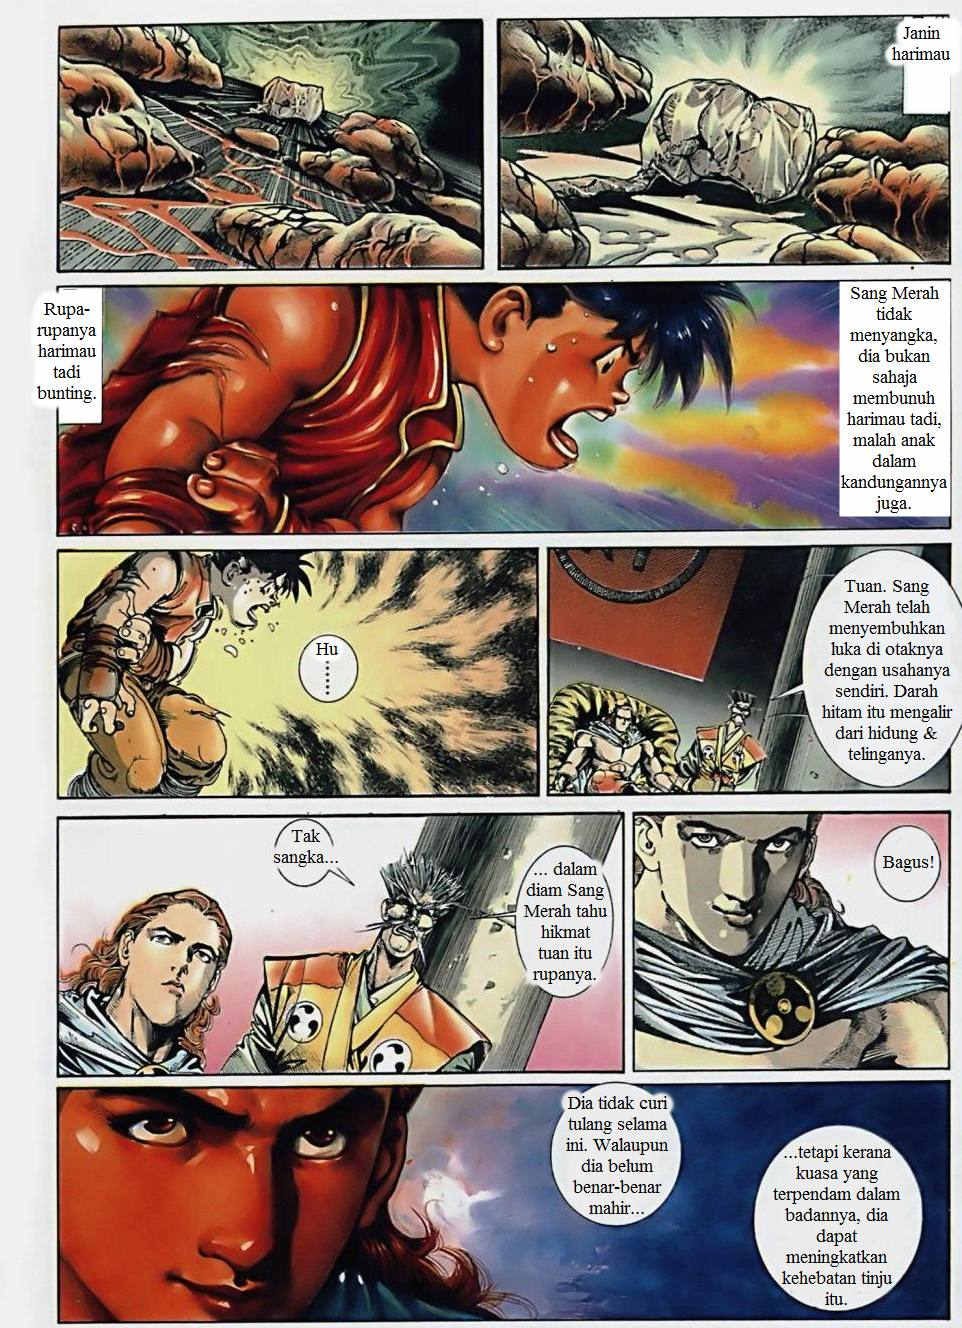 Janin
harimau
Rupa-
rupanya
harimau
tadi
bunting.
Sang Merah
tidak
menyangka,
dia bukan
sahaja
membunuh
harimau tadi,
malah anak
dalam
kandungannya
juga.
Hu
.......
Tuan. Sang
Merah telah
menyembuhkan
luka di otaknya
dengan usahanya
sendiri. Darah
hitam itu mengalir
dari hidung &
telinganya.
Tak
sangka...
... dalam
diam Sang
Merah tahu
hikmat
tuan itu
rupanya.
Bagus!
Dia tidak curi
tulang selama
ini. Walaupun
dia belum
benar-benar
mahir...
...tetapi kerana
kuasa yang
terpendam dalam
badannya, dia
dapat
meningkatkan
kehebatan tinju
itu.